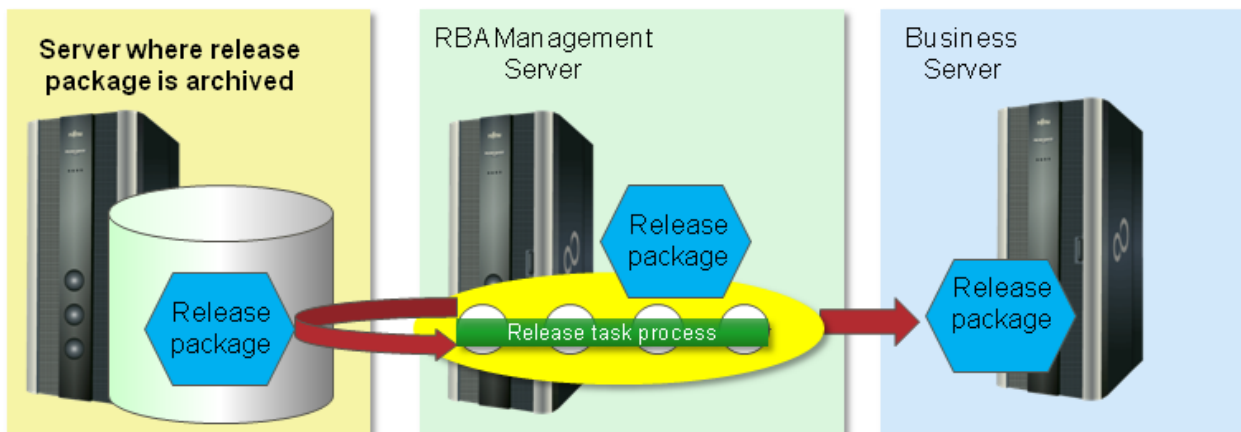 Server where release
package is archived
RBA Management
Server
Business
Server
Release
package
Release
package
Release
package
Release task process